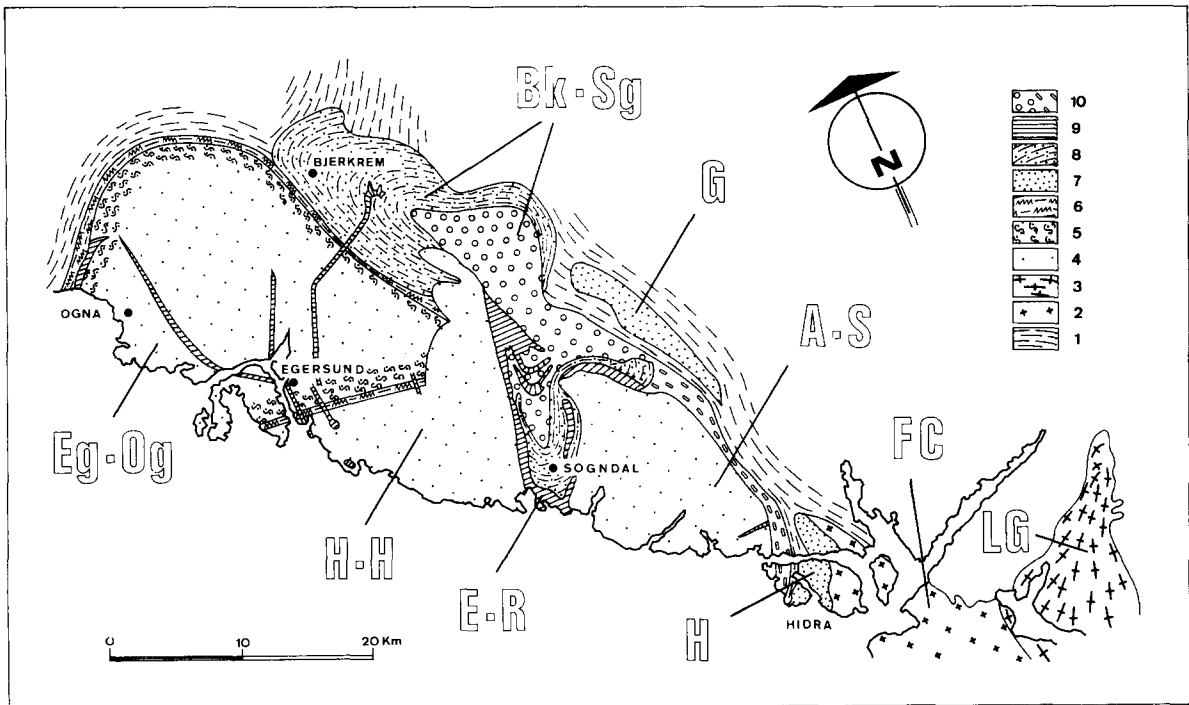 Bk-Sg
BJERKREM
N
10
9
8
7
6
5
4
3
2
1
G
OGNA
A-S
EGERSUND
Eg-Og
SOGNDAL
FC
H-H
LG
E-R
H
HIDRA
0 10 20 Km